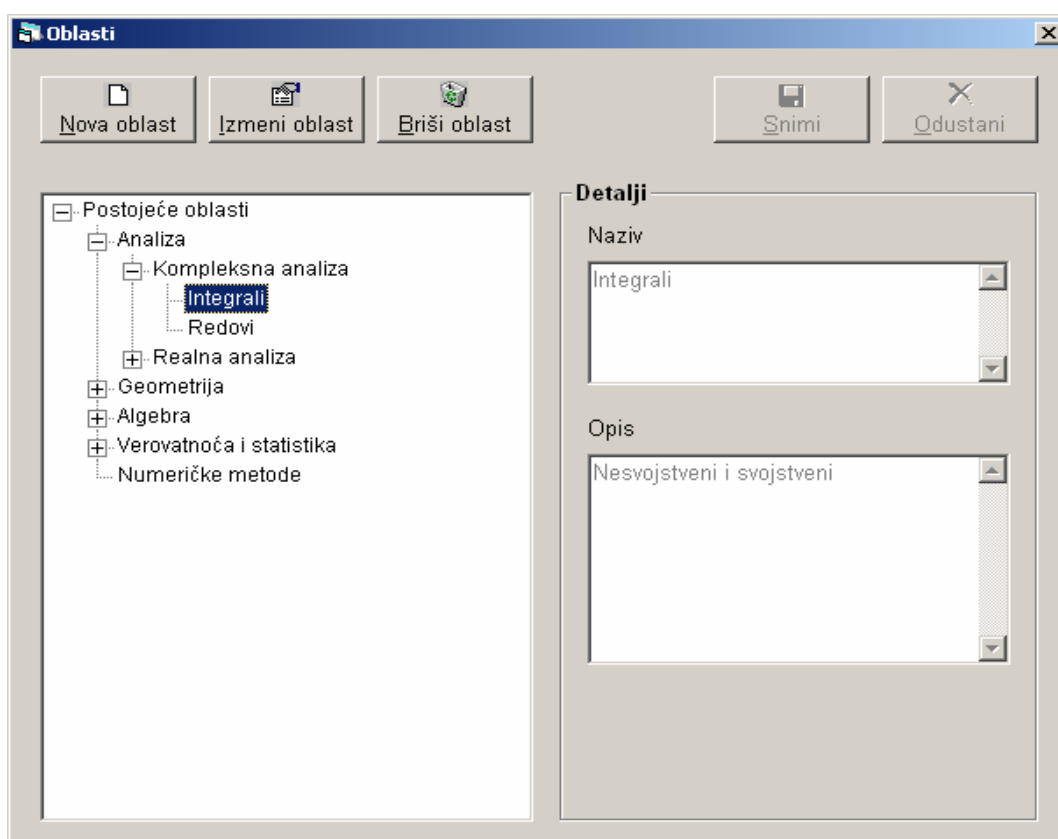 Oblasti
Nova oblast
Izmeni oblast
Briši oblast
Snimi
Odustani
Postojeće oblasti
Analiza
Kompleksna analiza
Integrali
Redovi
Realna analiza
Geometrija
Algebra
Verovatnoća i statistika
Numeričke metode
Detalji
Naziv
Integrali
Opis
Nesvojstveni i svojstveni